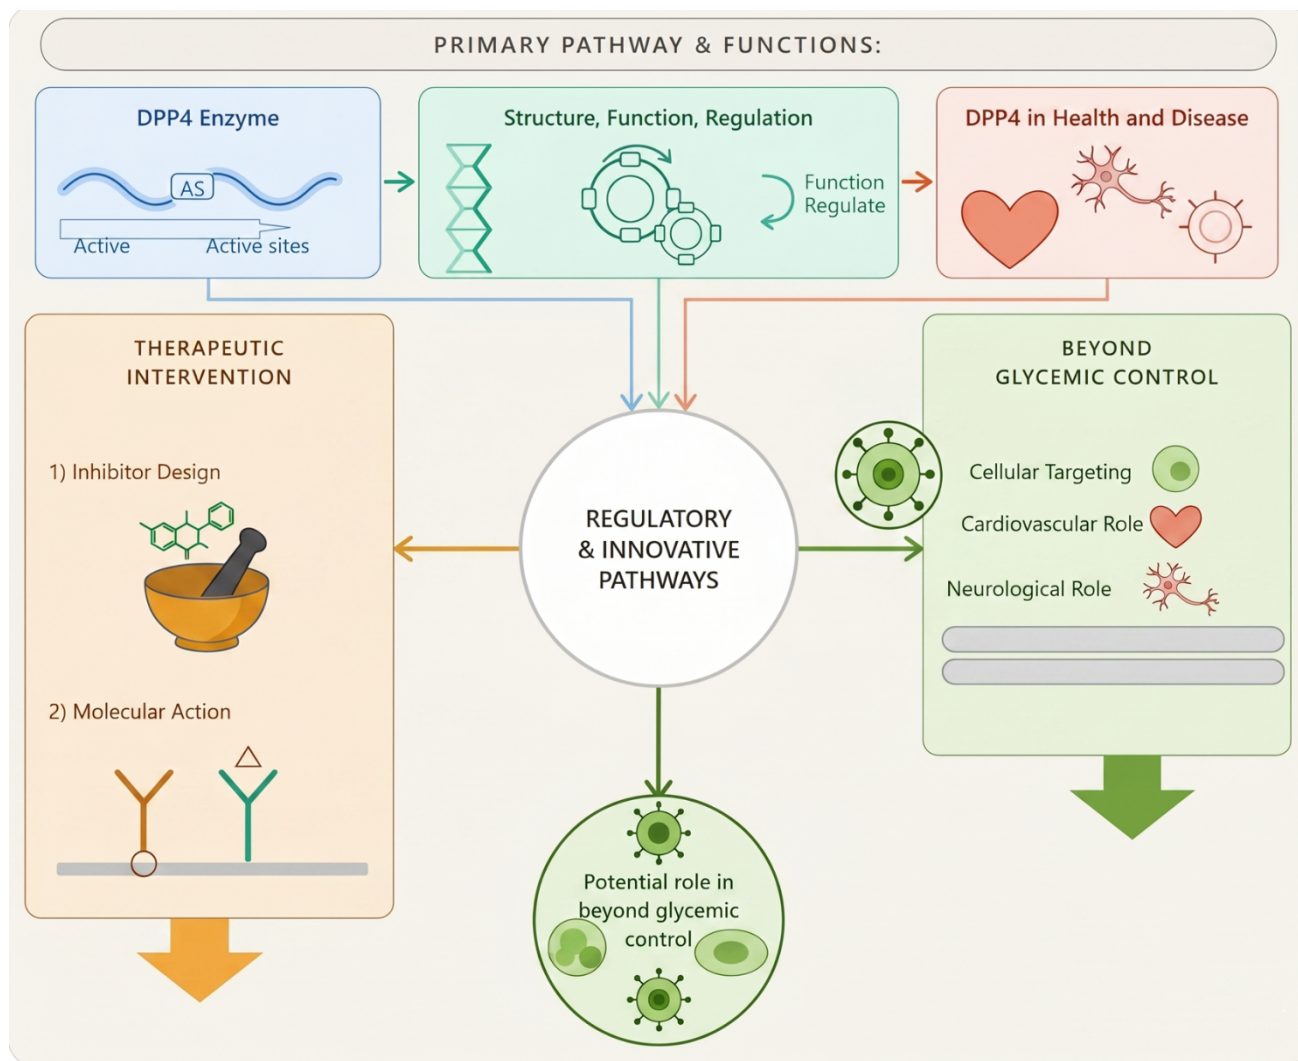 PRIMARY PATHWAY & FUNCTIONS:
DPP4 Enzyme
AS
Active
Active sites
Structure, Function, Regulation
Function
Regulate
DPP4 in Health and Disease
THERAPEUTIC
INTERVENTION
1) Inhibitor Design
2) Molecular Action
REGULATORY
& INNOVATIVE
PATHWAYS
BEYOND
GLYCEMIC CONTROL
Cellular Targeting
Cardiovascular Role
Neurological Role
Potential role in
beyond glycemic
control